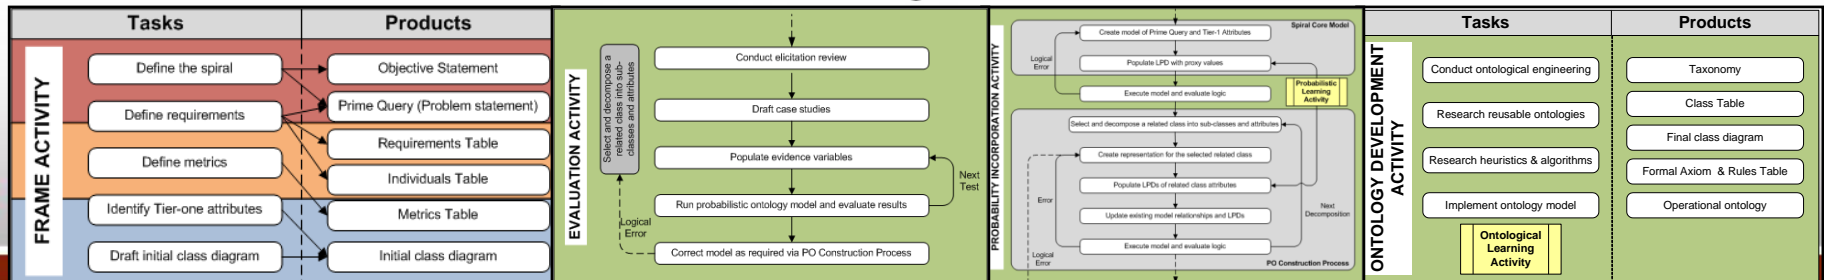 Tasks
Products
FRAME ACTIVITY
Define the spiral
Objective Statement
Define requirements
Prime Query (Problem statement)
Requirements Table
Define metrics
Individuals Table
Identify Tier-one attributes
Metrics Table
Draft initial class diagram
Initial class diagram
EVALUATION ACTIVITY
Select and decompose a
related class into sub-
classes and attributes
Conduct elicitation review
Draft case studies
Populate evidence variables
Next
Test
Run probabilistic ontology model and evaluate results
Logical
Error
Correct model as required via PO Construction Process
PROBABILITY INCORPORATION ACTIVITY
Spiral Core Model
Create model of Prime Query and Tier-1 Attributes
Logical
Error
Populate LPD with proxy values
Execute model and evaluate logic
Probabilistic
Learning
Activity
Select and decompose a related class into sub-classes and attributes
Create representation for the selected related class
Populate LPDs of related class attributes
Error
Next
Decomposition
Update existing model relationships and LPDs
Execute model and evaluate logic
Logical
Error
PO Construction Process
Tasks
Products
ONTOLOGY DEVELOPMENT
ACTIVITY
Conduct ontological engineering
Research reusable ontologies
Research heuristics & algorithms
Implement ontology model
Ontological
Learning
Activity
Taxonomy
Class Table
Final class diagram
Formal Axiom & Rules Table
Operational ontology